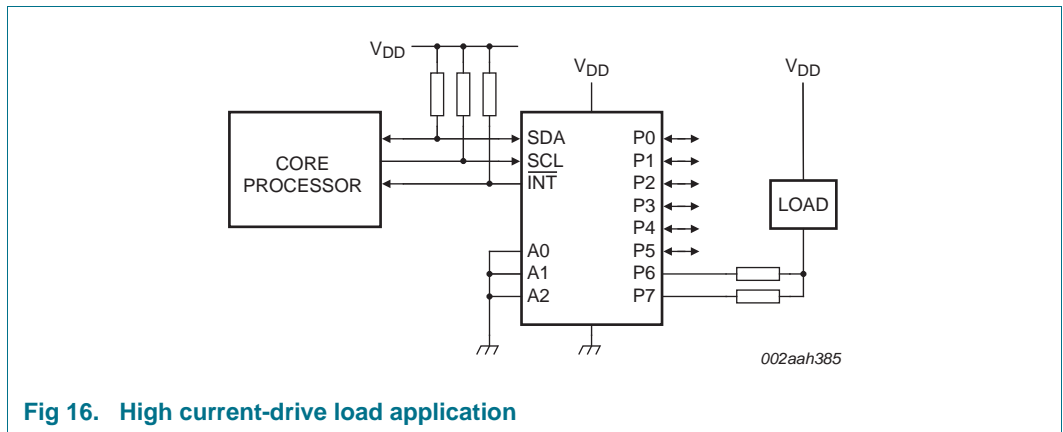 VDD
VDD
VDD
CORE
PROCESSOR
SDA
SCL
INT
A0
A1
A2
P0
P1
P2
P3
P4
P5
P6
P7
LOAD
002aah385
Fig 16. High current-drive load application